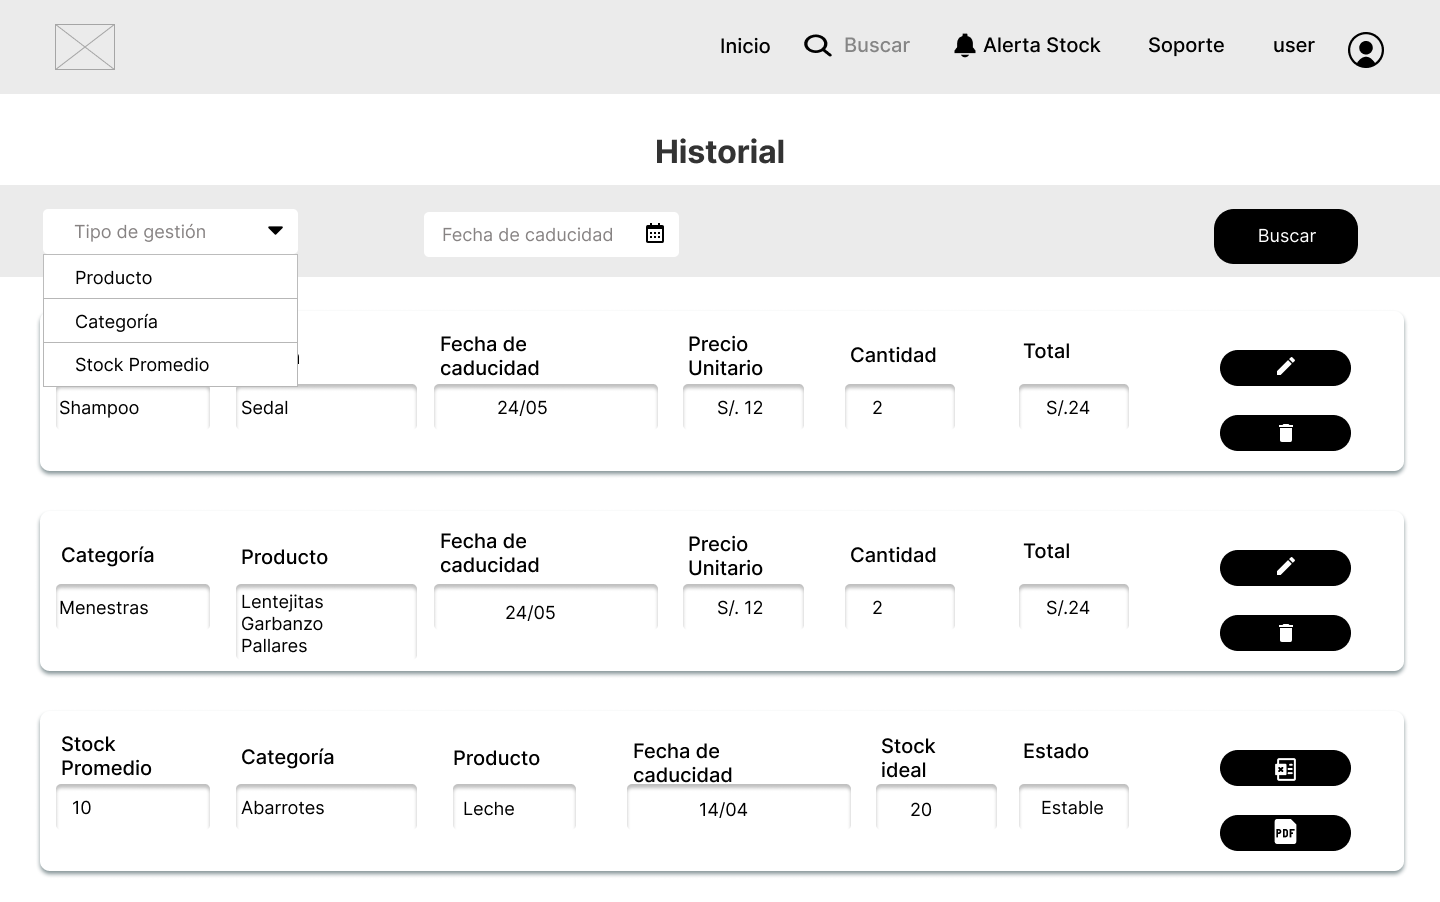 Inicio
Buscar
Alerta Stock
Soporte
user
Historial
Tipo de gestión
Fecha de caducidad
Buscar
Producto
Categoría
Stock Promedio
Fecha de
caducidad
Precio
Unitario
Cantidad
Total
Shampoo
Sedal
24/05
S/. 12
2
S/.24
Categoría
Producto
Fecha de
caducidad
Precio
Unitario
Cantidad
Total
Menestras
Lentejitas
Garbanzo
Pallares
24/05
S/. 12
2
S/.24
Stock
Promedio
Categoría
Producto
Fecha de
caducidad
Stock
ideal
Estado
10
Abarrotes
Leche
14/04
20
Estable
PDF